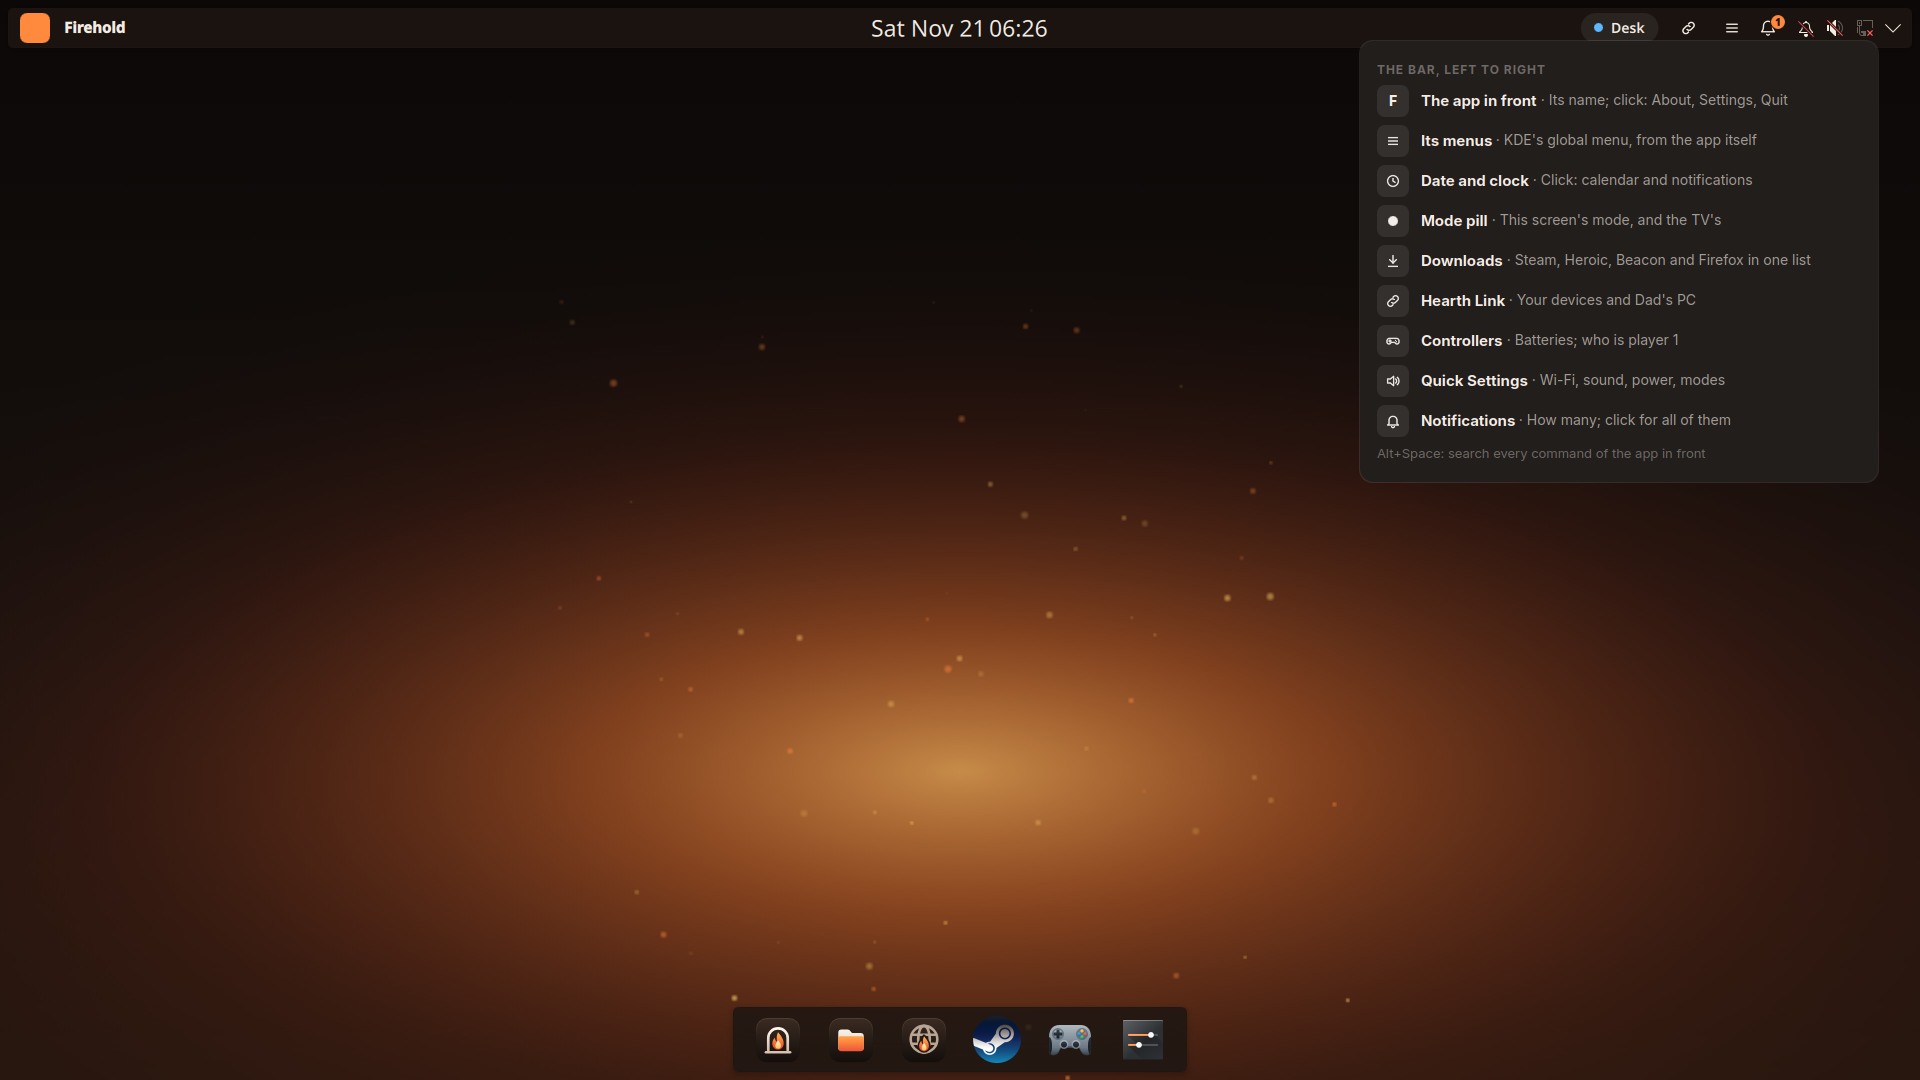 Firehold
Sat Nov 21 06:26
Desk
1
THE BAR, LEFT TO RIGHT
F The app in front · Its name; click: About, Settings, Quit
Its menus · KDE's global menu, from the app itself
Date and clock · Click: calendar and notifications
Mode pill · This screen's mode, and the TV's
Downloads · Steam, Heroic, Beacon and Firefox in one list
Hearth Link · Your devices and Dad's PC
Controllers · Batteries; who is player 1
Quick Settings · Wi-Fi, sound, power, modes
Notifications · How many; click for all of them
Alt+Space: search every command of the app in front